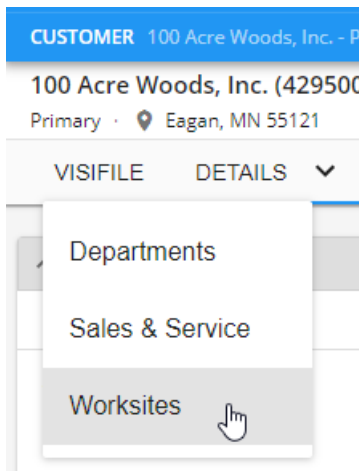 CUSTOMER 100 Acre Woods, Inc. -
100 Acre Woods, Inc. (429500
Primary · Eagan, MN 55121
VISIFILE DETAILS
Departments
Sales & Service
Worksites